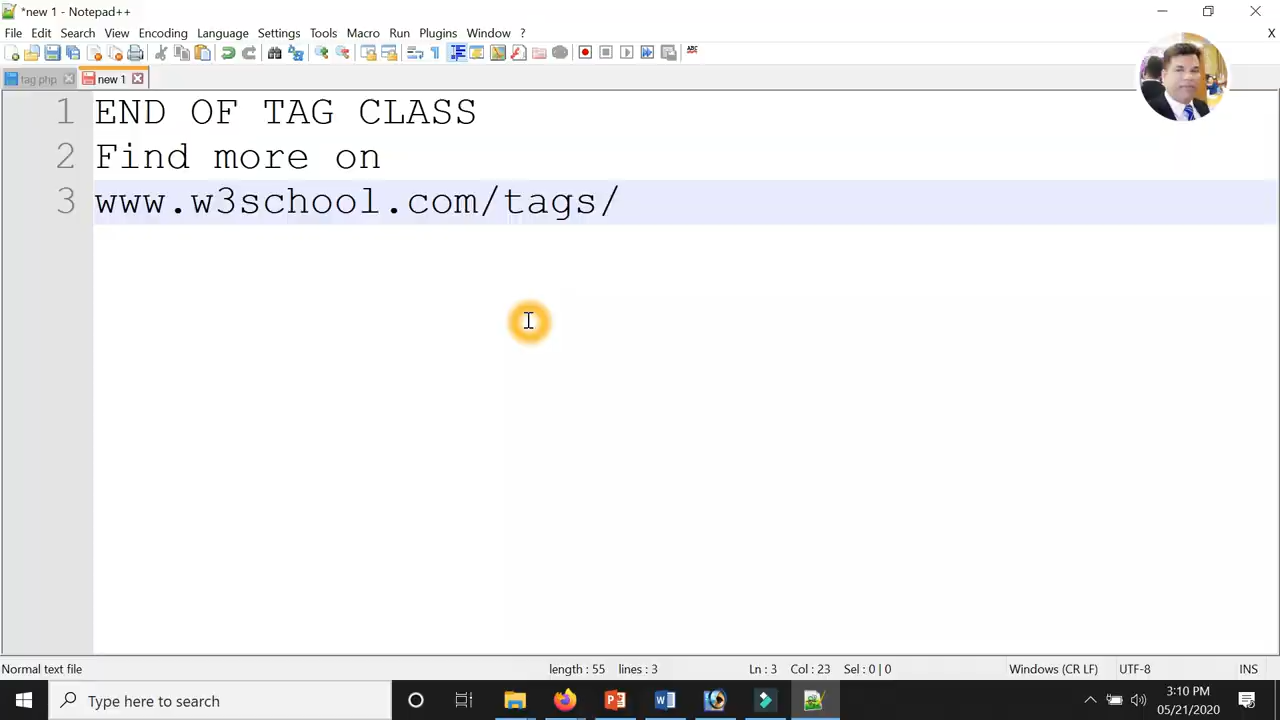 *new 1 - Notepad++
File Edit Search View Encoding Language Settings Tools Macro Run Plugins Window ? X
tag.php new 1
1 END OF TAG CLASS
2 Find more on
3 www.w3school.com/tags/
Normal text file length : 55 lines : 3 Ln : 3 Col : 23 Sel : 0 | 0 Windows (CR LF) UTF-8 INS
Type here to search
3:10 PM
05/21/2020